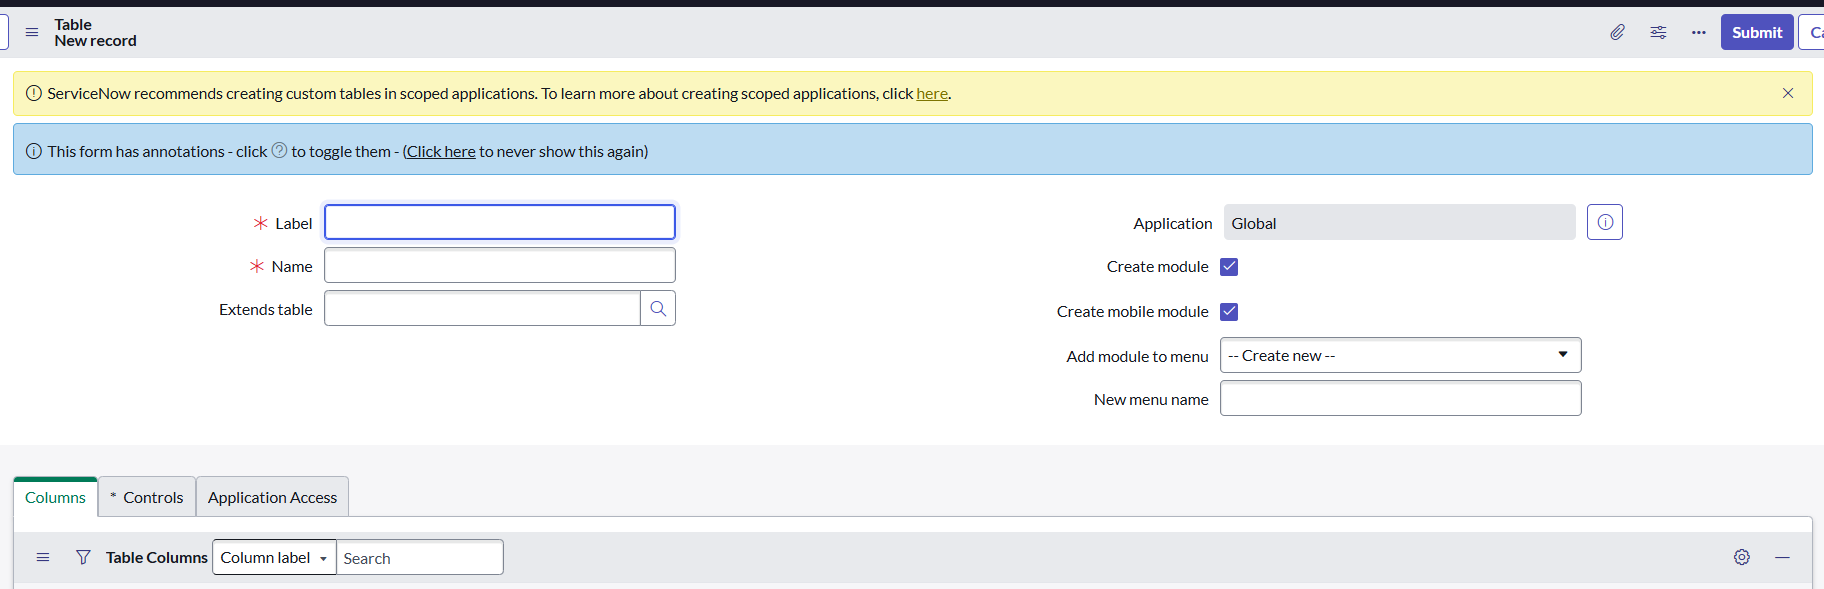 Table
New record
Submit
Ca
ServiceNow recommends creating custom tables in scoped applications. To learn more about creating scoped applications, click here.
This form has annotations - click ? to toggle them - (Click here to never show this again)
* Label
* Name
Extends table
Application Global
Create module
Create mobile module
Add module to menu -- Create new --
New menu name
Columns * Controls Application Access
Table Columns Column label Search